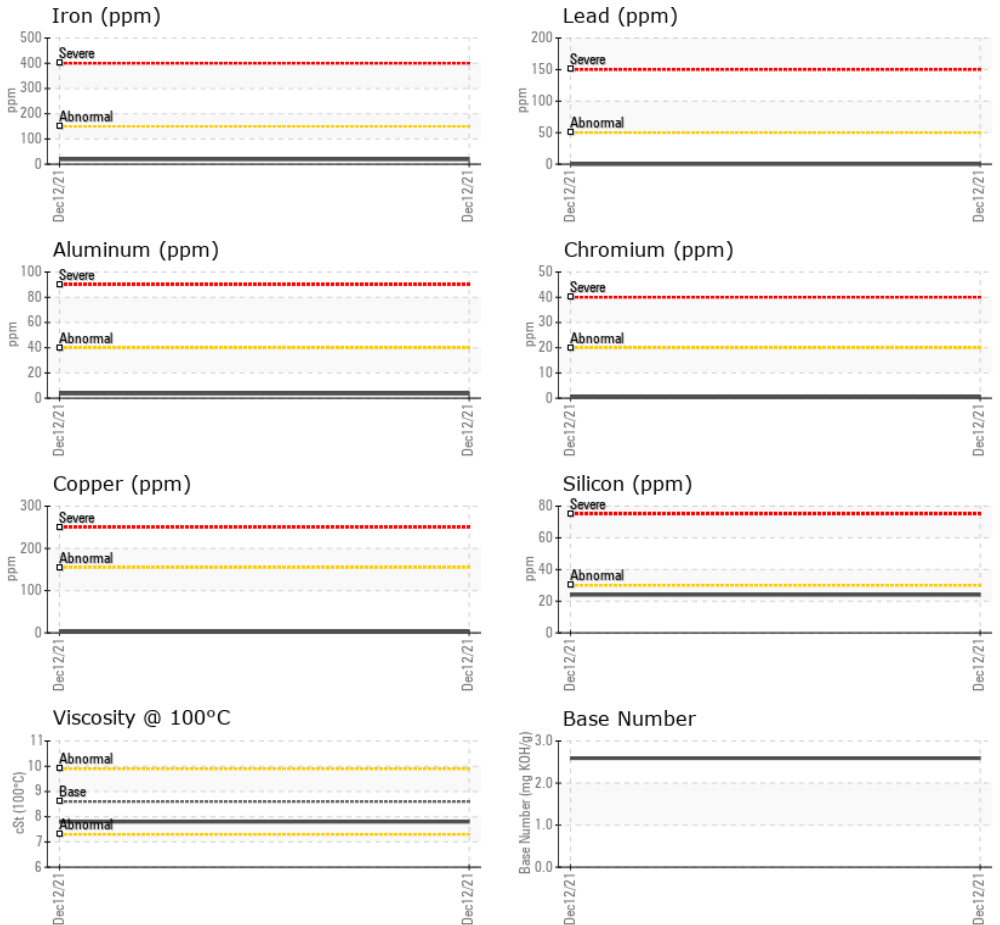 Iron (ppm)
500
400
300
200
100
0
ppm
Severe
Abnormal
Dec12/21
Dec12/21
Lead (ppm)
200
150
100
50
0
ppm
Severe
Abnormal
Dec12/21
Dec12/21
Aluminum (ppm)
100
80
60
40
20
0
ppm
Severe
Abnormal
Dec12/21
Dec12/21
Chromium (ppm)
50
40
30
20
10
0
ppm
Severe
Abnormal
Dec12/21
Dec12/21
Copper (ppm)
300
200
100
0
ppm
Severe
Abnormal
Dec12/21
Dec12/21
Silicon (ppm)
80
60
40
20
0
ppm
Severe
Abnormal
Dec12/21
Dec12/21
Viscosity @ 100°C
11
10
9
8
7
6
cSt (100°C)
Abnormal
Base
Abnormal
Dec12/21
Dec12/21
Base Number
3.0
2.0
1.0
0.0
Base Number (mg KOH/g)
Dec12/21
Dec12/21